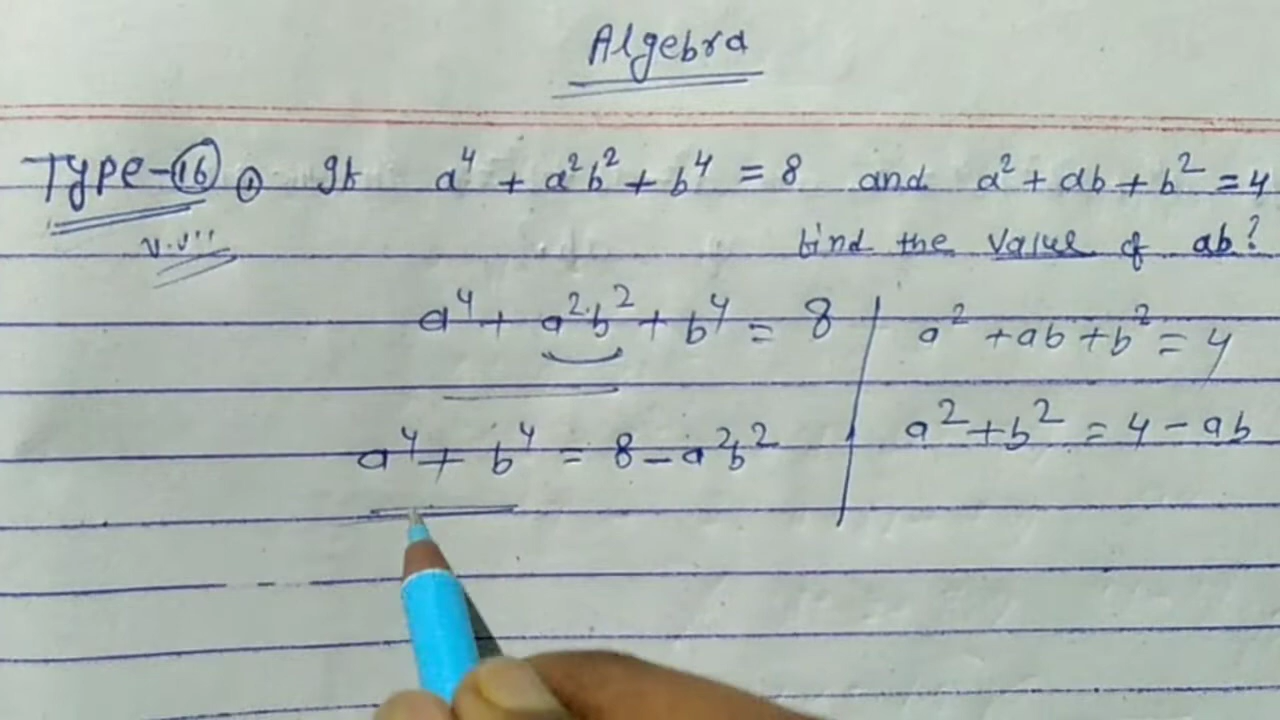 Algebra
Type-16 ① If a⁴ + a²b² + b⁴ = 8 and a² + ab + b² = 4
find the value of ab?
a⁴ + a²b² + b⁴ = 8 | a² + ab + b² = 4
a⁴ + b⁴ = 8 - a²b² | a² + b² = 4 - ab